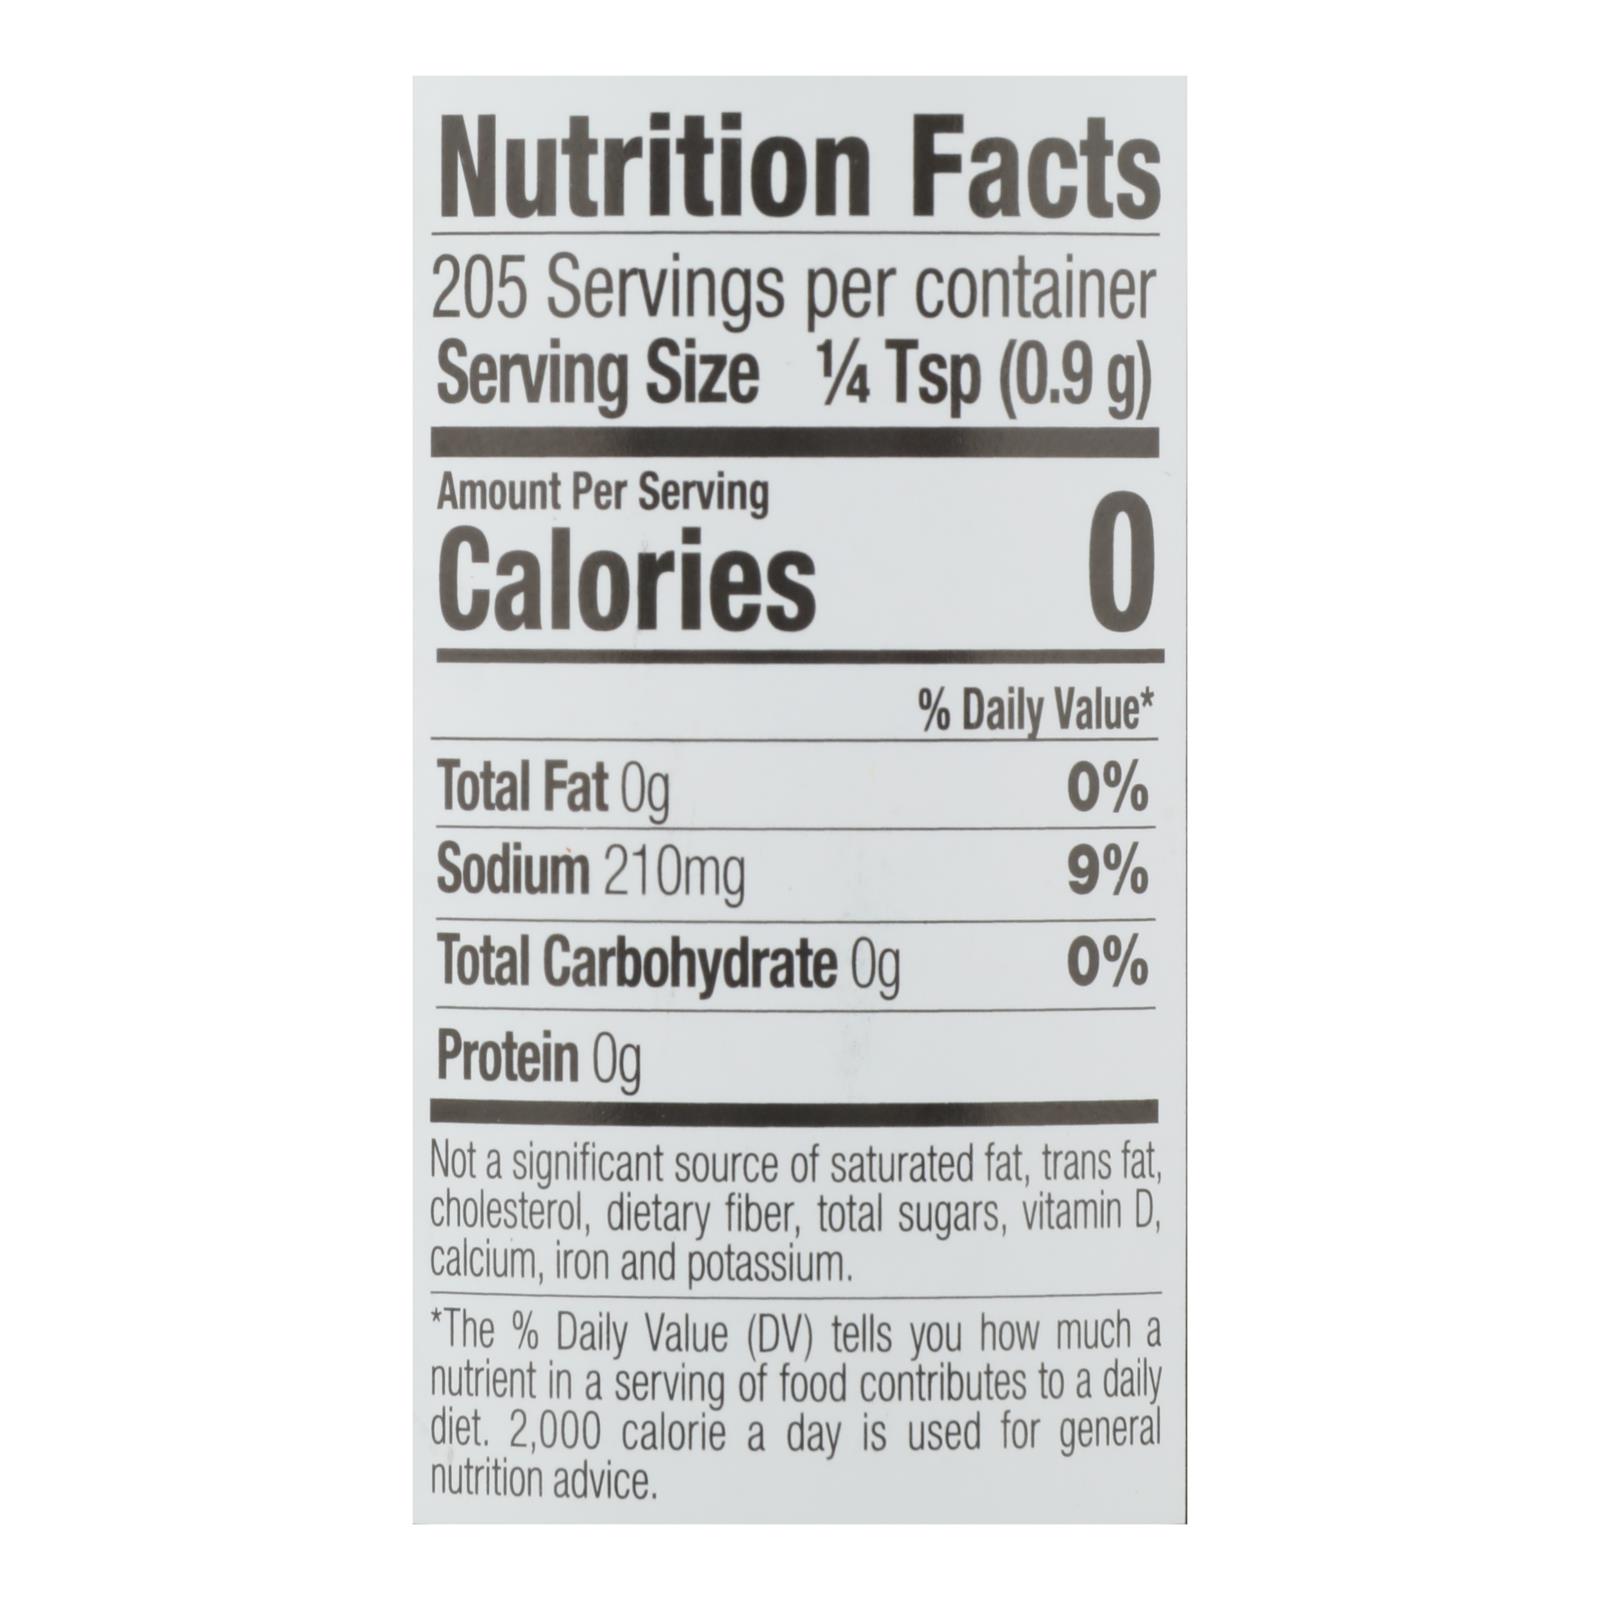 Nutrition Facts
205 Servings per container
Serving Size ¼ Tsp (0.9 g)
Amount Per Serving
Calories 0
% Daily Value*
Total Fat 0g 0%
Sodium 210mg 9%
Total Carbohydrate 0g 0%
Protein 0g
Not a significant source of saturated fat, trans fat,
cholesterol, dietary fiber, total sugars, vitamin D,
calcium, iron and potassium.
*The % Daily Value (DV) tells you how much a
nutrient in a serving of food contributes to a daily
diet. 2,000 calorie a day is used for general
nutrition advice.